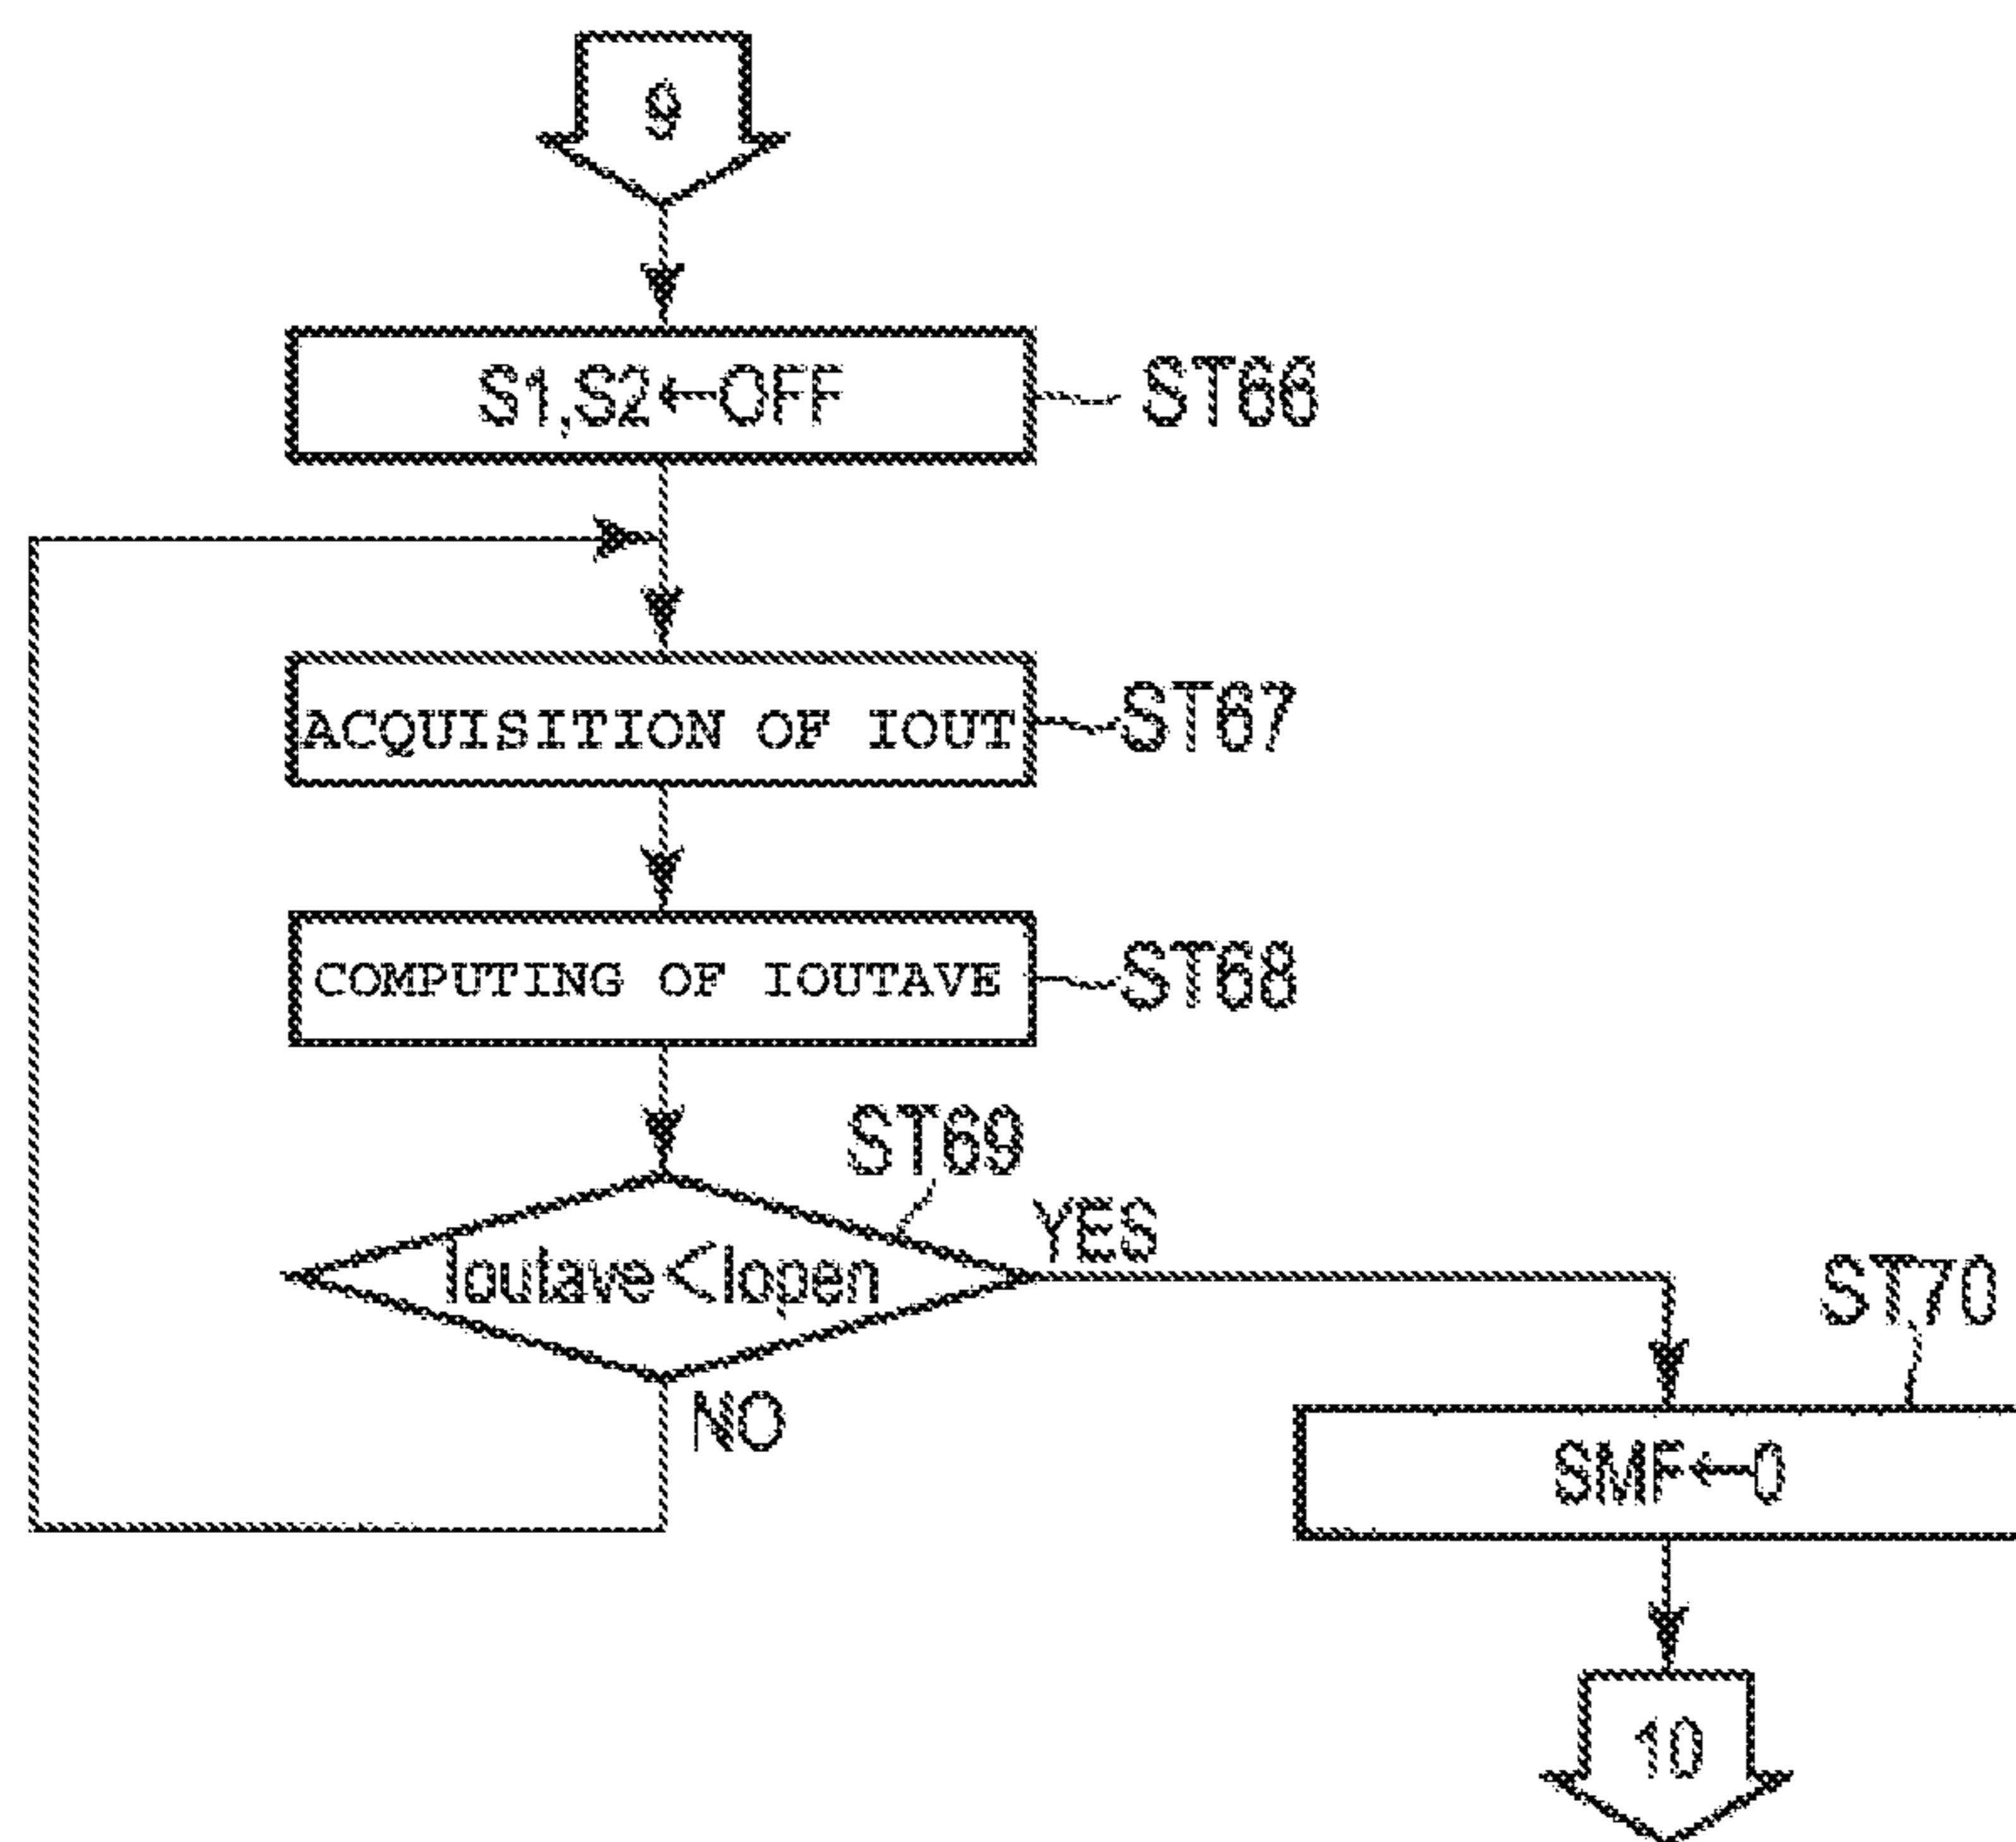 9
S1,S2←OFF
ST66
ACQUISITION OF IOUT
ST67
COMPUTING OF IOUTAVE
ST68
ST69
Ioutave<Iopen
YES
NO
ST70
SMF←0
10